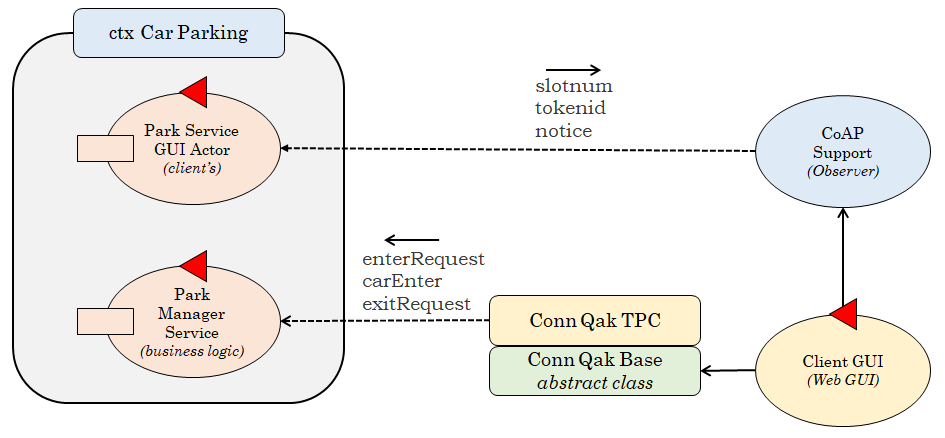 ctx Car Parking
Park Service
GUI Actor
(client's)
slotnum
tokenid
notice
CoAP
Support
(Observer)
Park
Manager
Service
(business logic)
enterRequest
carEnter
exitRequest
Conn Qak TPC
Conn Qak Base
abstract class
Client GUI
(Web GUI)